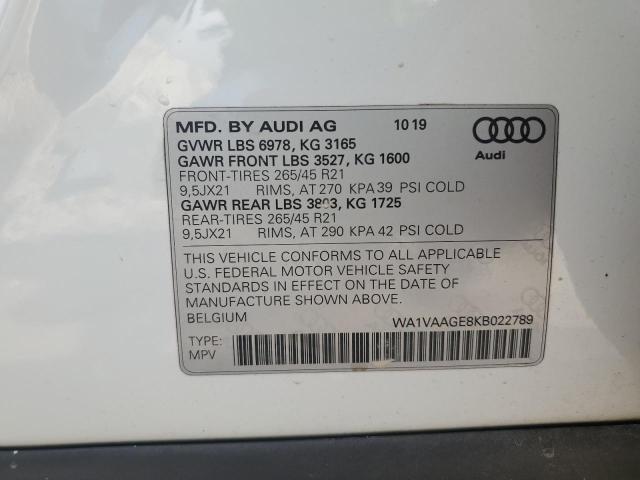 MFD. BY AUDI AG 10 19
GVWR LBS 6978, KG 3165
GAWR FRONT LBS 3527, KG 1600
FRONT-TIRES 265/45 R21
9,5JX21 RIMS, AT 270 KPA 39 PSI COLD
GAWR REAR LBS 3803, KG 1725
REAR-TIRES 265/45 R21
9,5JX21 RIMS, AT 290 KPA 42 PSI COLD
Audi
THIS VEHICLE CONFORMS TO ALL APPLICABLE
U.S. FEDERAL MOTOR VEHICLE SAFETY
STANDARDS IN EFFECT ON THE DATE OF
MANUFACTURE SHOWN ABOVE.
BELGIUM WA1VAAGE8KB022789
TYPE:
MPV